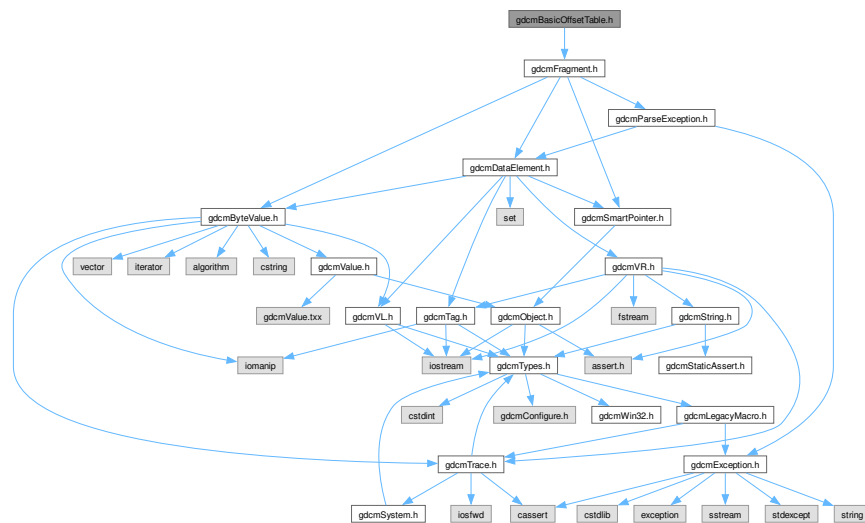 gdcmBasicOffsetTable.h
gdcmFragment.h
gdcmParseException.h
gdcmDataElement.h
gdcmByteValue.h
set
gdcmSmartPointer.h
vector
iterator
algorithm
cstring
gdcmValue.h
gdcmVR.h
gdcmValue.txx
gdcmVL.h
gdcmTag.h
gdcmObject.h
fstream
gdcmString.h
iomanip
iostream
gdcmTypes.h
assert.h
gdcmStaticAssert.h
cstdint
gdcmConfigure.h
gdcmWin32.h
gdcmLegacyMacro.h
gdcmTrace.h
gdcmException.h
gdcmSystem.h
iosfwd
cassert
cstdlib
exception
sstream
stdexcept
string